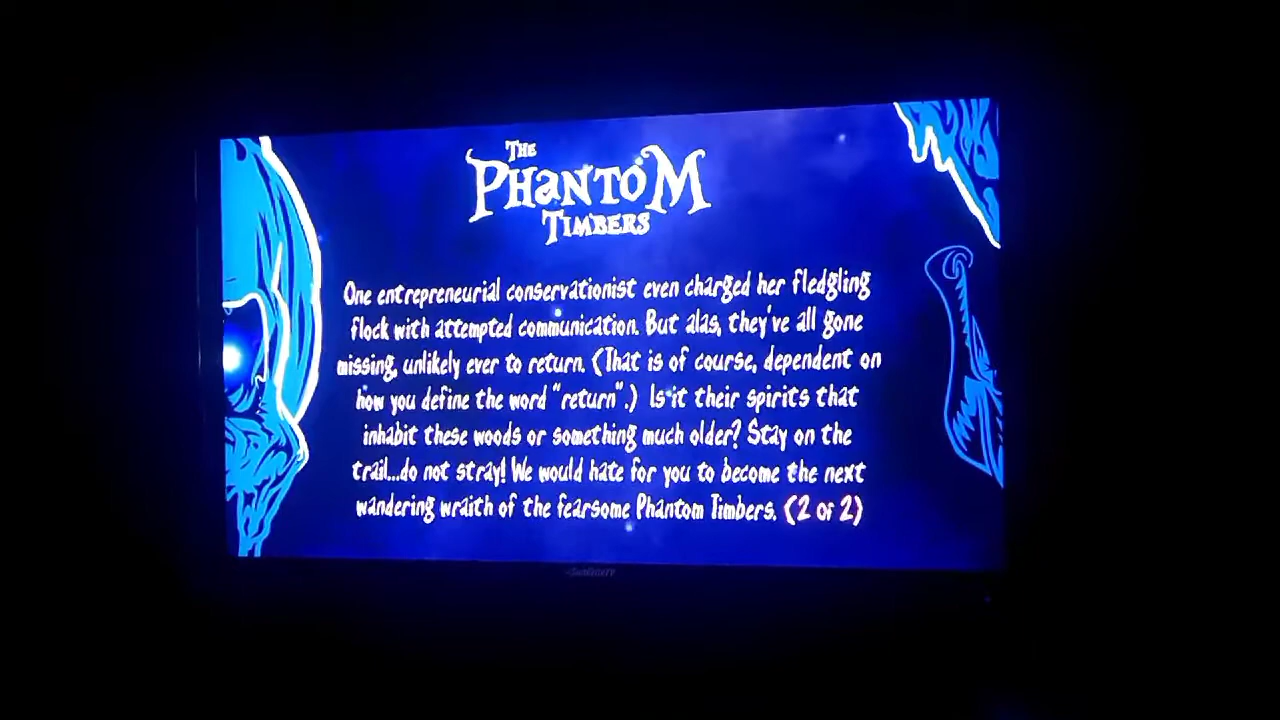 The
Phantom
Timbers
One entrepreneurial conservationist even charged her fledgling
flock with attempted communication. But alas, they've all gone
missing, unlikely ever to return. (That is of course, dependent on
how you define the word "return".) Is it their spirits that
inhabit these woods or something much older? Stay on the
trail...do not stray! We would hate for you to become the next
wandering wraith of the fearsome Phantom Timbers. (2 of 2)